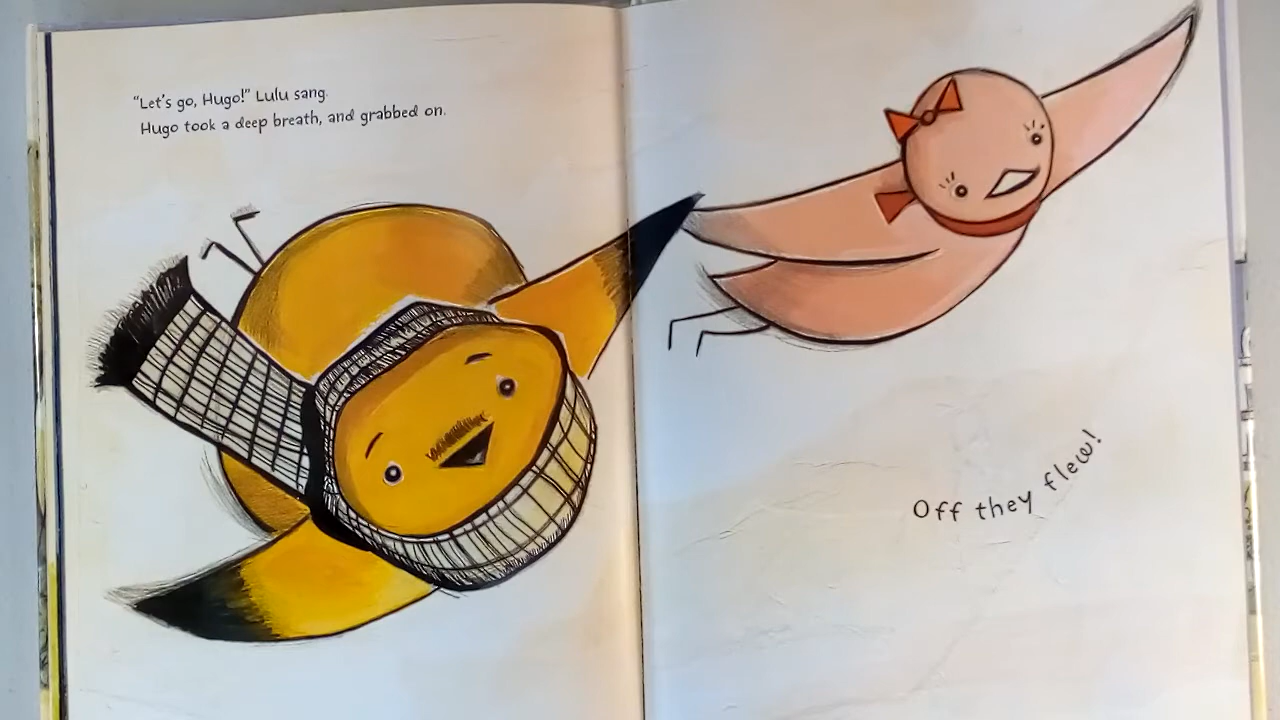 “Let’s go, Hugo!” Lulu sang.
Hugo took a deep breath, and grabbed on.
Off they flew!